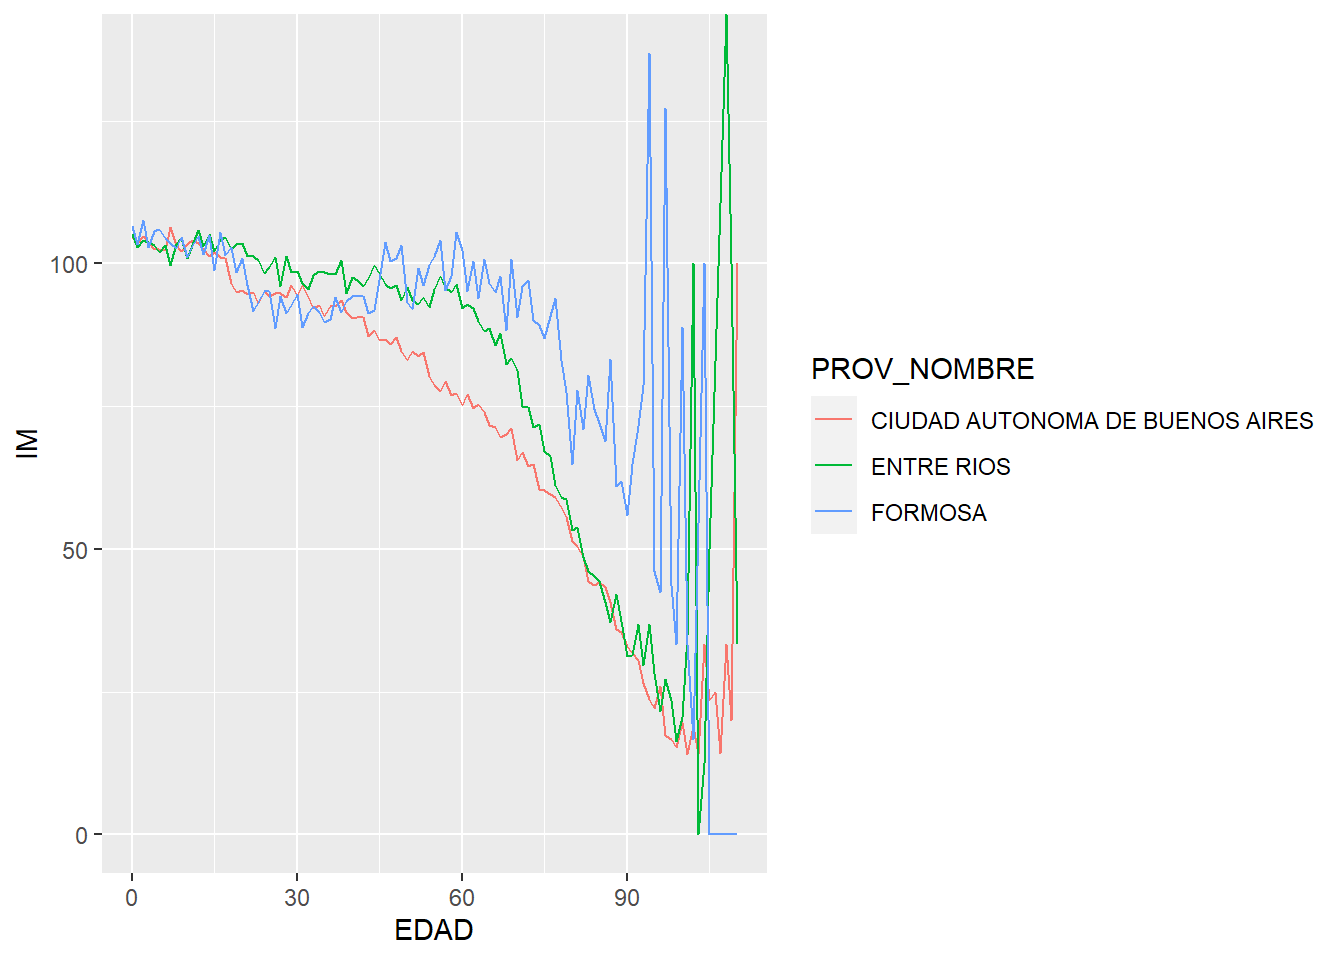 IM
100
50
0
0 30 60 90
EDAD
PROV_NOMBRE
CIUDAD AUTONOMA DE BUENOS AIRES
ENTRE RIOS
FORMOSA